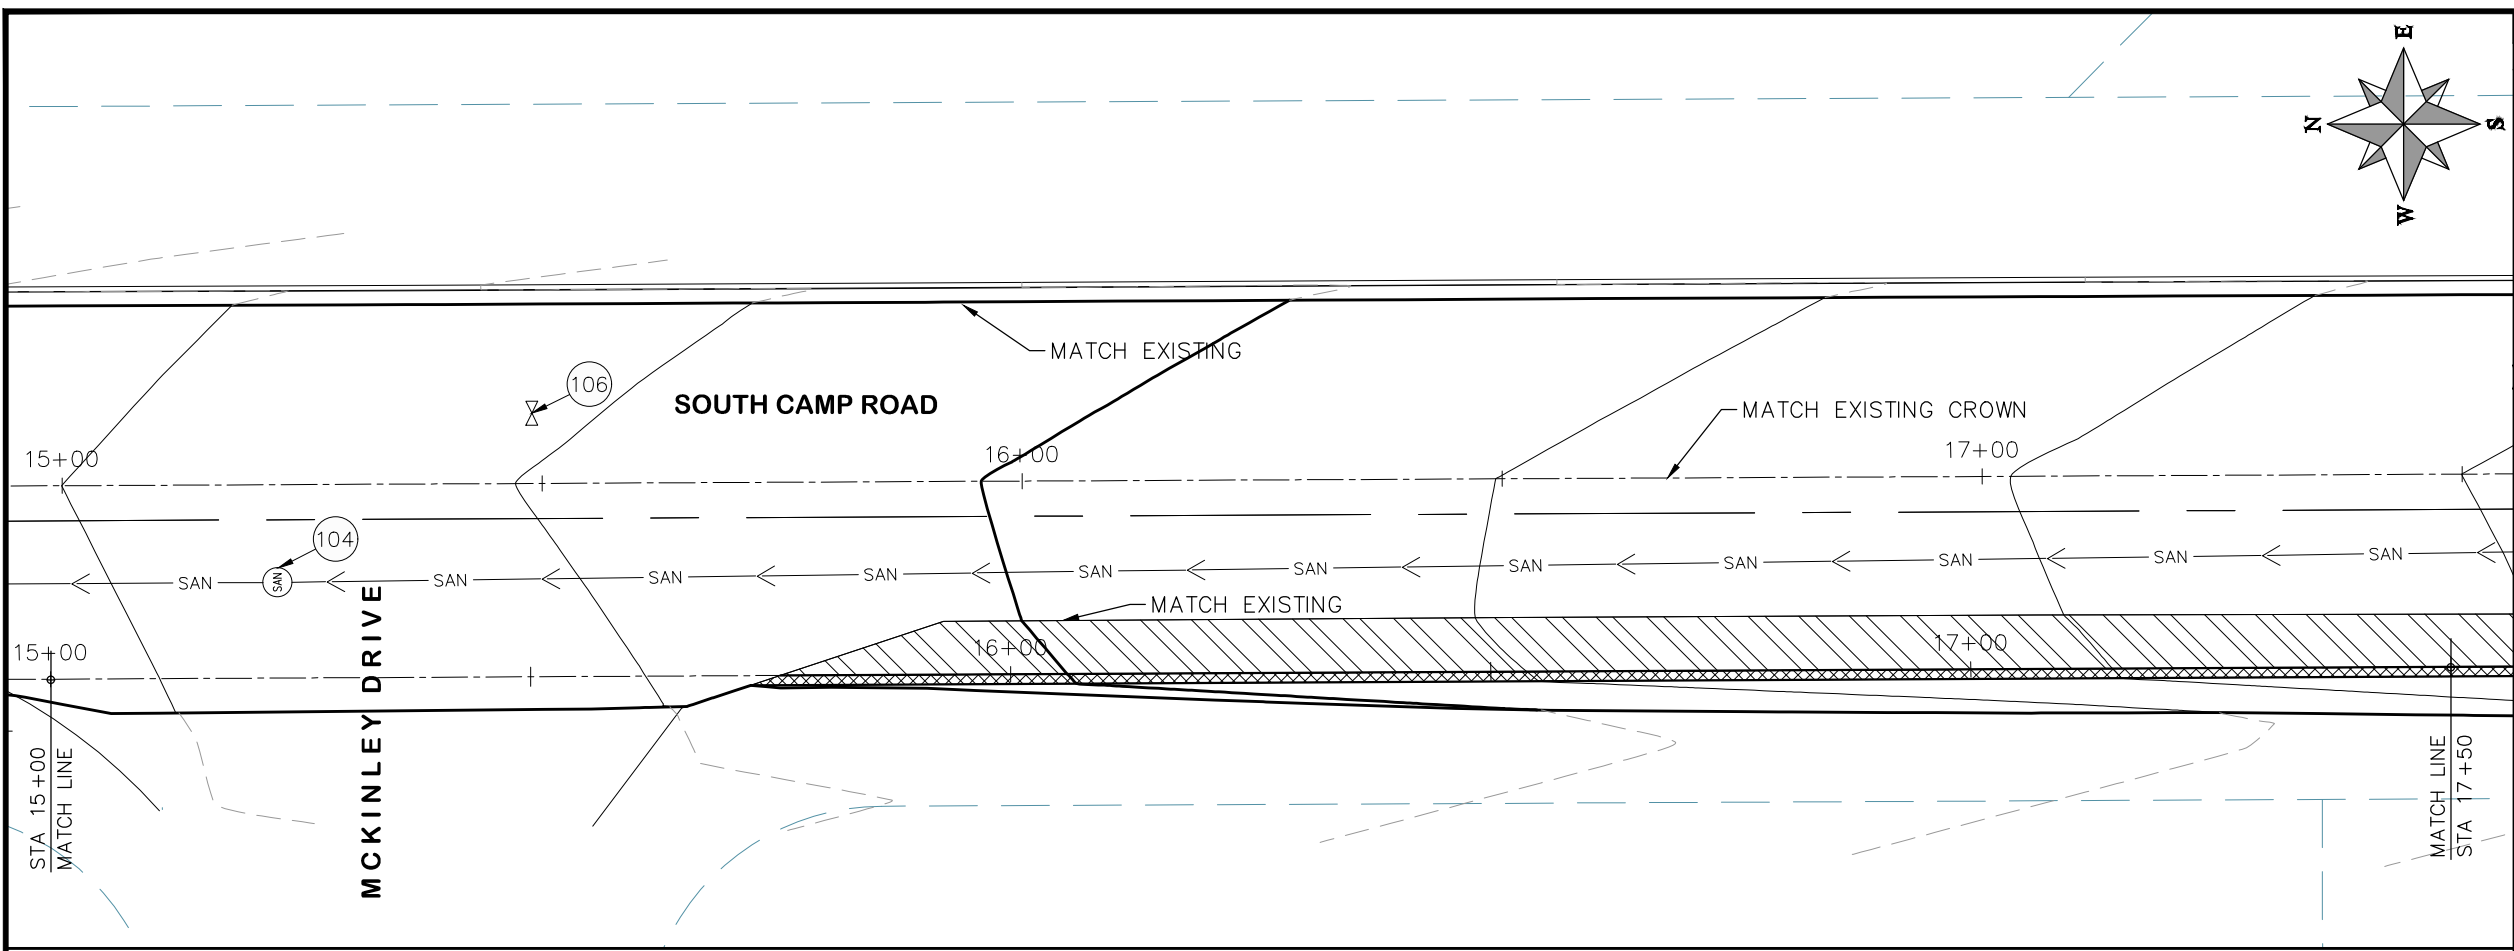 E
N
S
W
MATCH EXISTING
106
SOUTH CAMP ROAD
MATCH EXISTING CROWN
15+00
16+00
17+00
104
SAN
SAN
SAN
SAN
SAN
SAN
SAN
SAN
SAN
SAN
SAN
SAN
MATCH EXISTING
15+00
16+00
17+00
MCKINLEY DRIVE
STA 15+00
MATCH LINE
MATCH LINE
STA 17+50